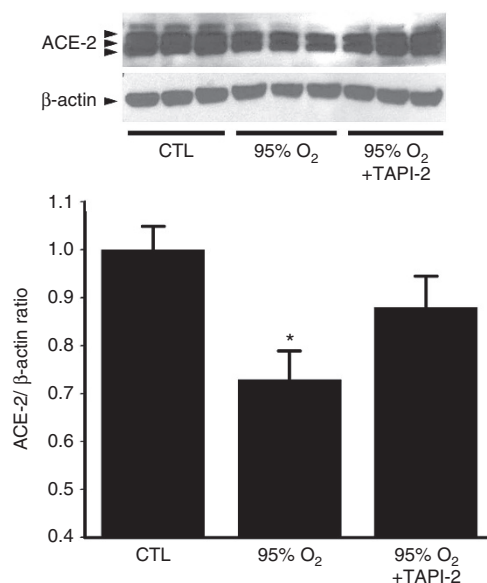 ACE-2
β-actin
CTL 95% O₂ 95% O₂
+TAPI-2
1.1
1.0
0.9
0.8
0.7
0.6
0.5
0.4
ACE-2/ β-actin ratio
*
CTL 95% O₂ 95% O₂
+TAPI-2